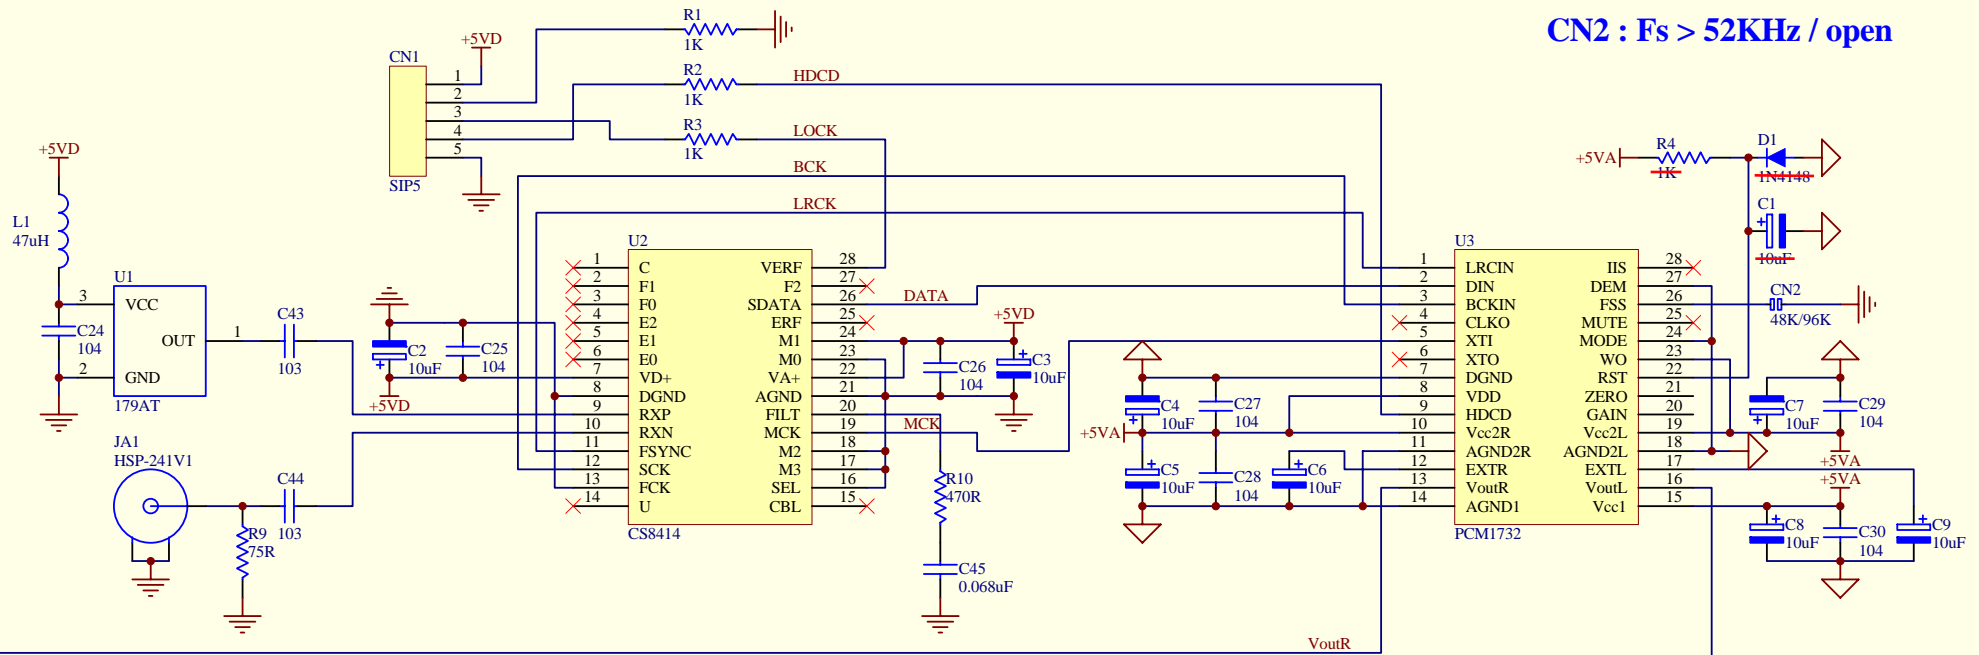 CN2 : Fs > 52KHz / open
R1
1K
+5VD
CN1
1
2
3
4
5
SIP5
R2
1K
HDCD
R3
1K
LOCK
BCK
LRCK
+5VD
L1
47uH
U1
3
VCC
OUT
1
2
GND
179AT
C24
104
C43
103
JA1
HSP-241V1
C44
103
R9
75R
C2
10uF
C25
104
+5VD
U2
1 C VERF 28
2 F1 F2 27
3 F0 SDATA 26
4 E2 ERF 25
5 E1 M1 24
6 E0 M0 23
7 VD+ VA+ 22
8 DGND AGND 21
9 RXP FILT 20
10 RXN MCK 19
11 FSYNC M2 18
12 SCK M3 17
13 FCK SEL 16
14 U CBL 15
CS8414
DATA
+5VD
C26
104
C3
10uF
MCK
R10
470R
C45
0.068uF
+5VA
R4
1K
D1
1N4148
C1
10uF
U3
1 LRCIN IIS 28
2 DIN DEM 27
3 BCKIN FSS 26
4 CLKO MUTE 25
5 XTI MODE 24
6 XTO WO 23
7 DGND RST 22
8 VDD ZERO 21
9 HDCD GAIN 20
10 Vcc2R Vcc2L 19
11 AGND2R AGND2L 18
12 EXTR EXTL 17
13 VoutR VoutL 16
14 AGND1 Vcc1 15
PCM1732
CN2
48K/96K
C4
10uF
C27
104
+5VA
C5
10uF
C28
104
C6
10uF
C7
10uF
C29
104
+5VA
+5VA
C8
10uF
C30
104
C9
10uF
VoutR